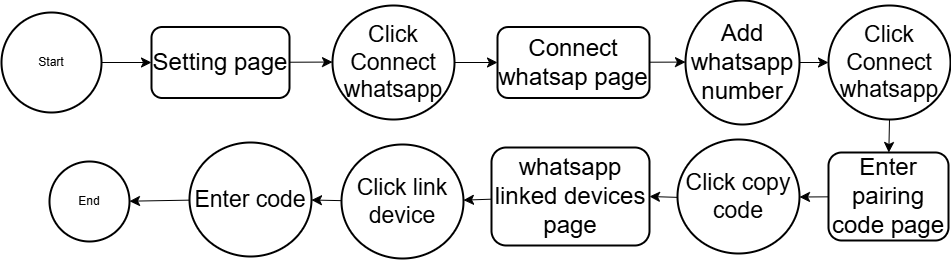 Start
Setting page
Click
Connect
whatsapp
Connect
whatsap page
Add
whatsapp
number
Click
Connect
whatsapp
Enter
pairing
code page
Click copy
code
whatsapp
linked devices
page
Click link
device
Enter code
End